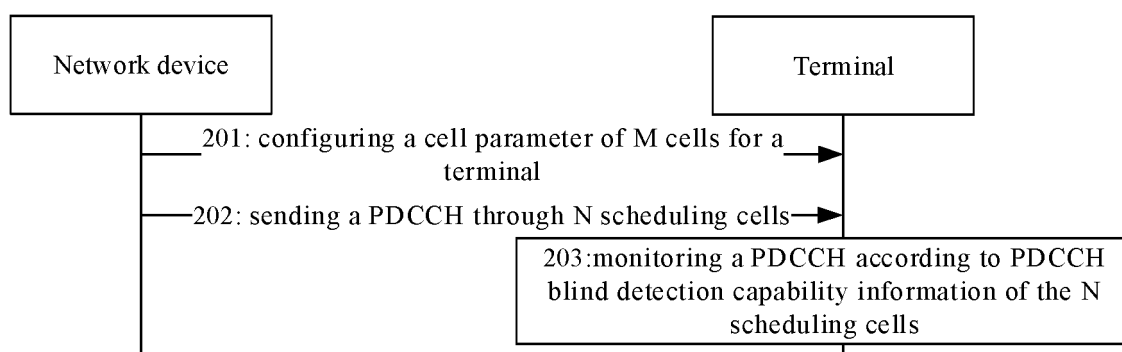 Network device
Terminal
201: configuring a cell parameter of M cells for a
terminal
202: sending a PDCCH through N scheduling cells
203:monitoring a PDCCH according to PDCCH
blind detection capability information of the N
scheduling cells